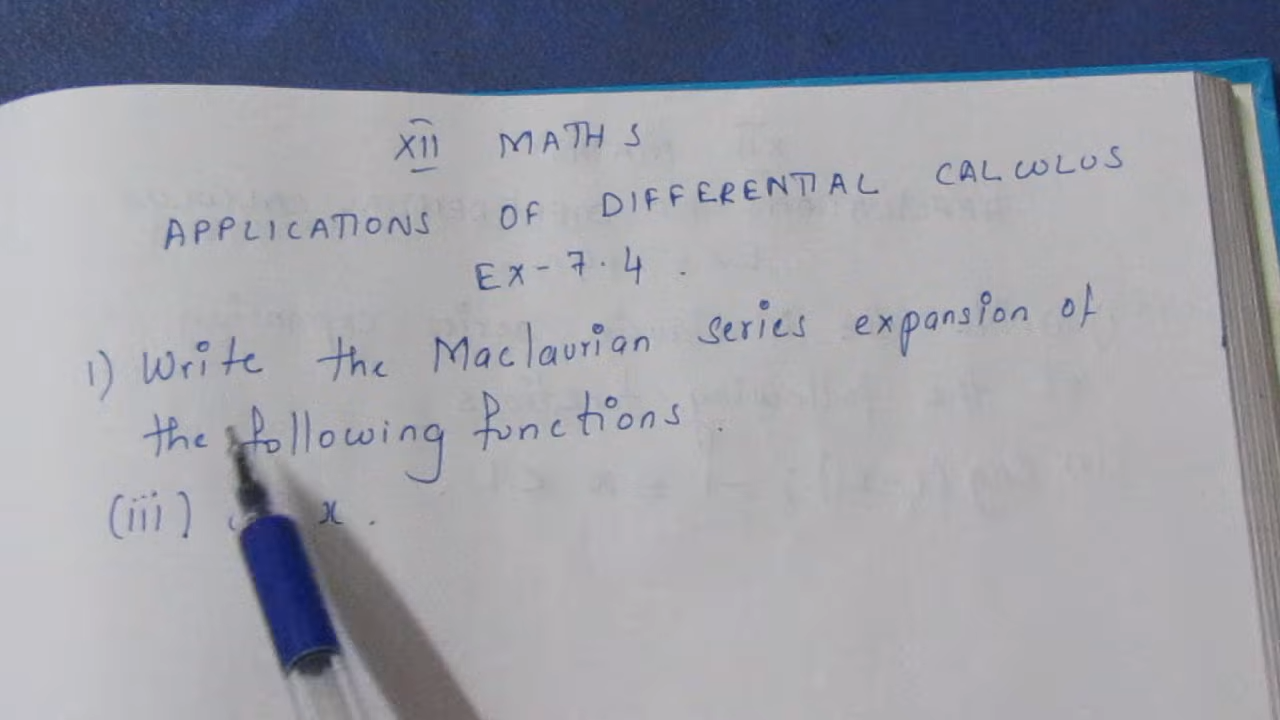 XII MATHS
APPLICATIONS OF DIFFERENTIAL CALCULUS
Ex-7.4.
1) Write the Maclaurian series expansion of
the following functions.
(iii) x.